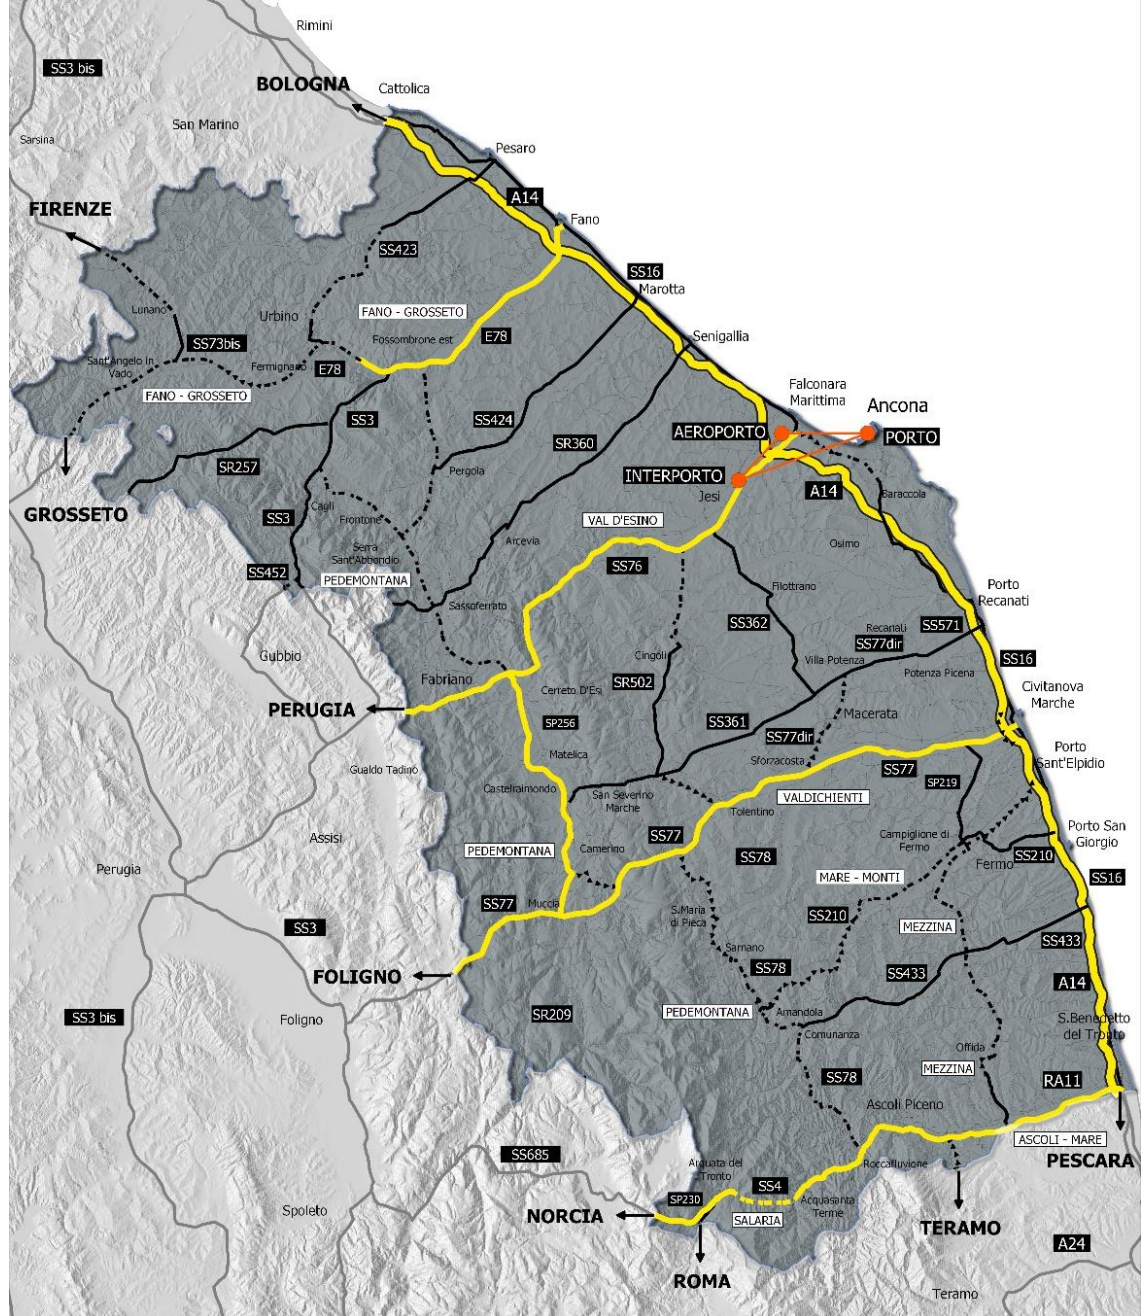 Rimini
SS3 bis
BOLOGNA
Cattolica
San Marino
Sarsina
Pesaro
A14
FIRENZE
Fano
SS423
SS16
Marotta
Lunano
Urbino
FANO - GROSSETO
Senigallia
SS73bis
Fossombrone est
E78
Sant'Angelo in
Vado
Fermignano
E78
Falconara
Marittima
FANO - GROSSETO
Ancona
SS3
SS424
AEROPORTO
PORTO
SR360
SR257
Pergola
INTERPORTO
A14
Jesi
Baraccola
GROSSETO
Cagli
SS3
Frontone
VAL D'ESINO
Arcevia
Osimo
Serra
Sant'Abbondio
SS452
PEDEMONTANA
SS76
Porto
Recanati
Filottrano
Sassoferrato
SS362
SS571
Recanali
SS77dir
Gubbio
Cingoli
Villa Potenza
SS16
Fabriano
SR502
Potenza Picena
Cerreto D'Esi
Civitanova
Marche
PERUGIA
SP256
SS361
Macerata
SS77dir
Matelica
Porto
Sant'Elpidio
Gualdo Tadino
Sforzacosta
SS77
SP219
Castelraimondo
San Severino
Marche
VALDICHIENTI
Tolentino
Assisi
SS77
Campiglione di
Fermo
Porto San
Giorgio
PEDEMONTANA
Camerino
SS78
Fermo
SS210
Perugia
MARE - MONTI
SS16
SS77
Muccia
S.Maria
di Pieca
SS210
SS3
MEZZINA
Sarnano
SS433
FOLIGNO
SS78
SS433
A14
SS3 bis
Foligno
SR209
PEDEMONTANA
Amandola
S.Benedetto
del Tronto
Comunanza
Offida
SS78
MEZZINA
RA11
Ascoli Piceno
ASCOLI - MARE
SS685
Arquata del
Tronto
Roccafluvione
PESCARA
SS4
SP230
Acquasanta
Terme
Spoleto
NORCIA
SALARIA
TERAMO
A24
ROMA
Teramo